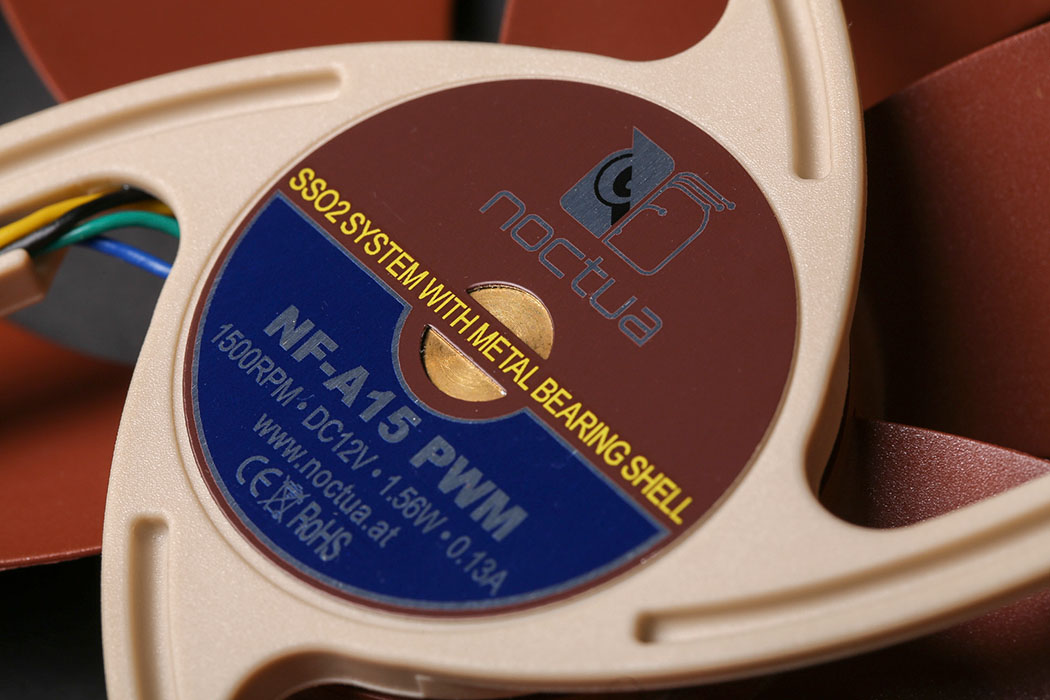 noctua
SSO2 SYSTEM WITH METAL BEARING SHELL
NF-A15 PWM
1500RPM • DC12V • 1.56W • 0.13A
www.noctua.at
CE RoHS